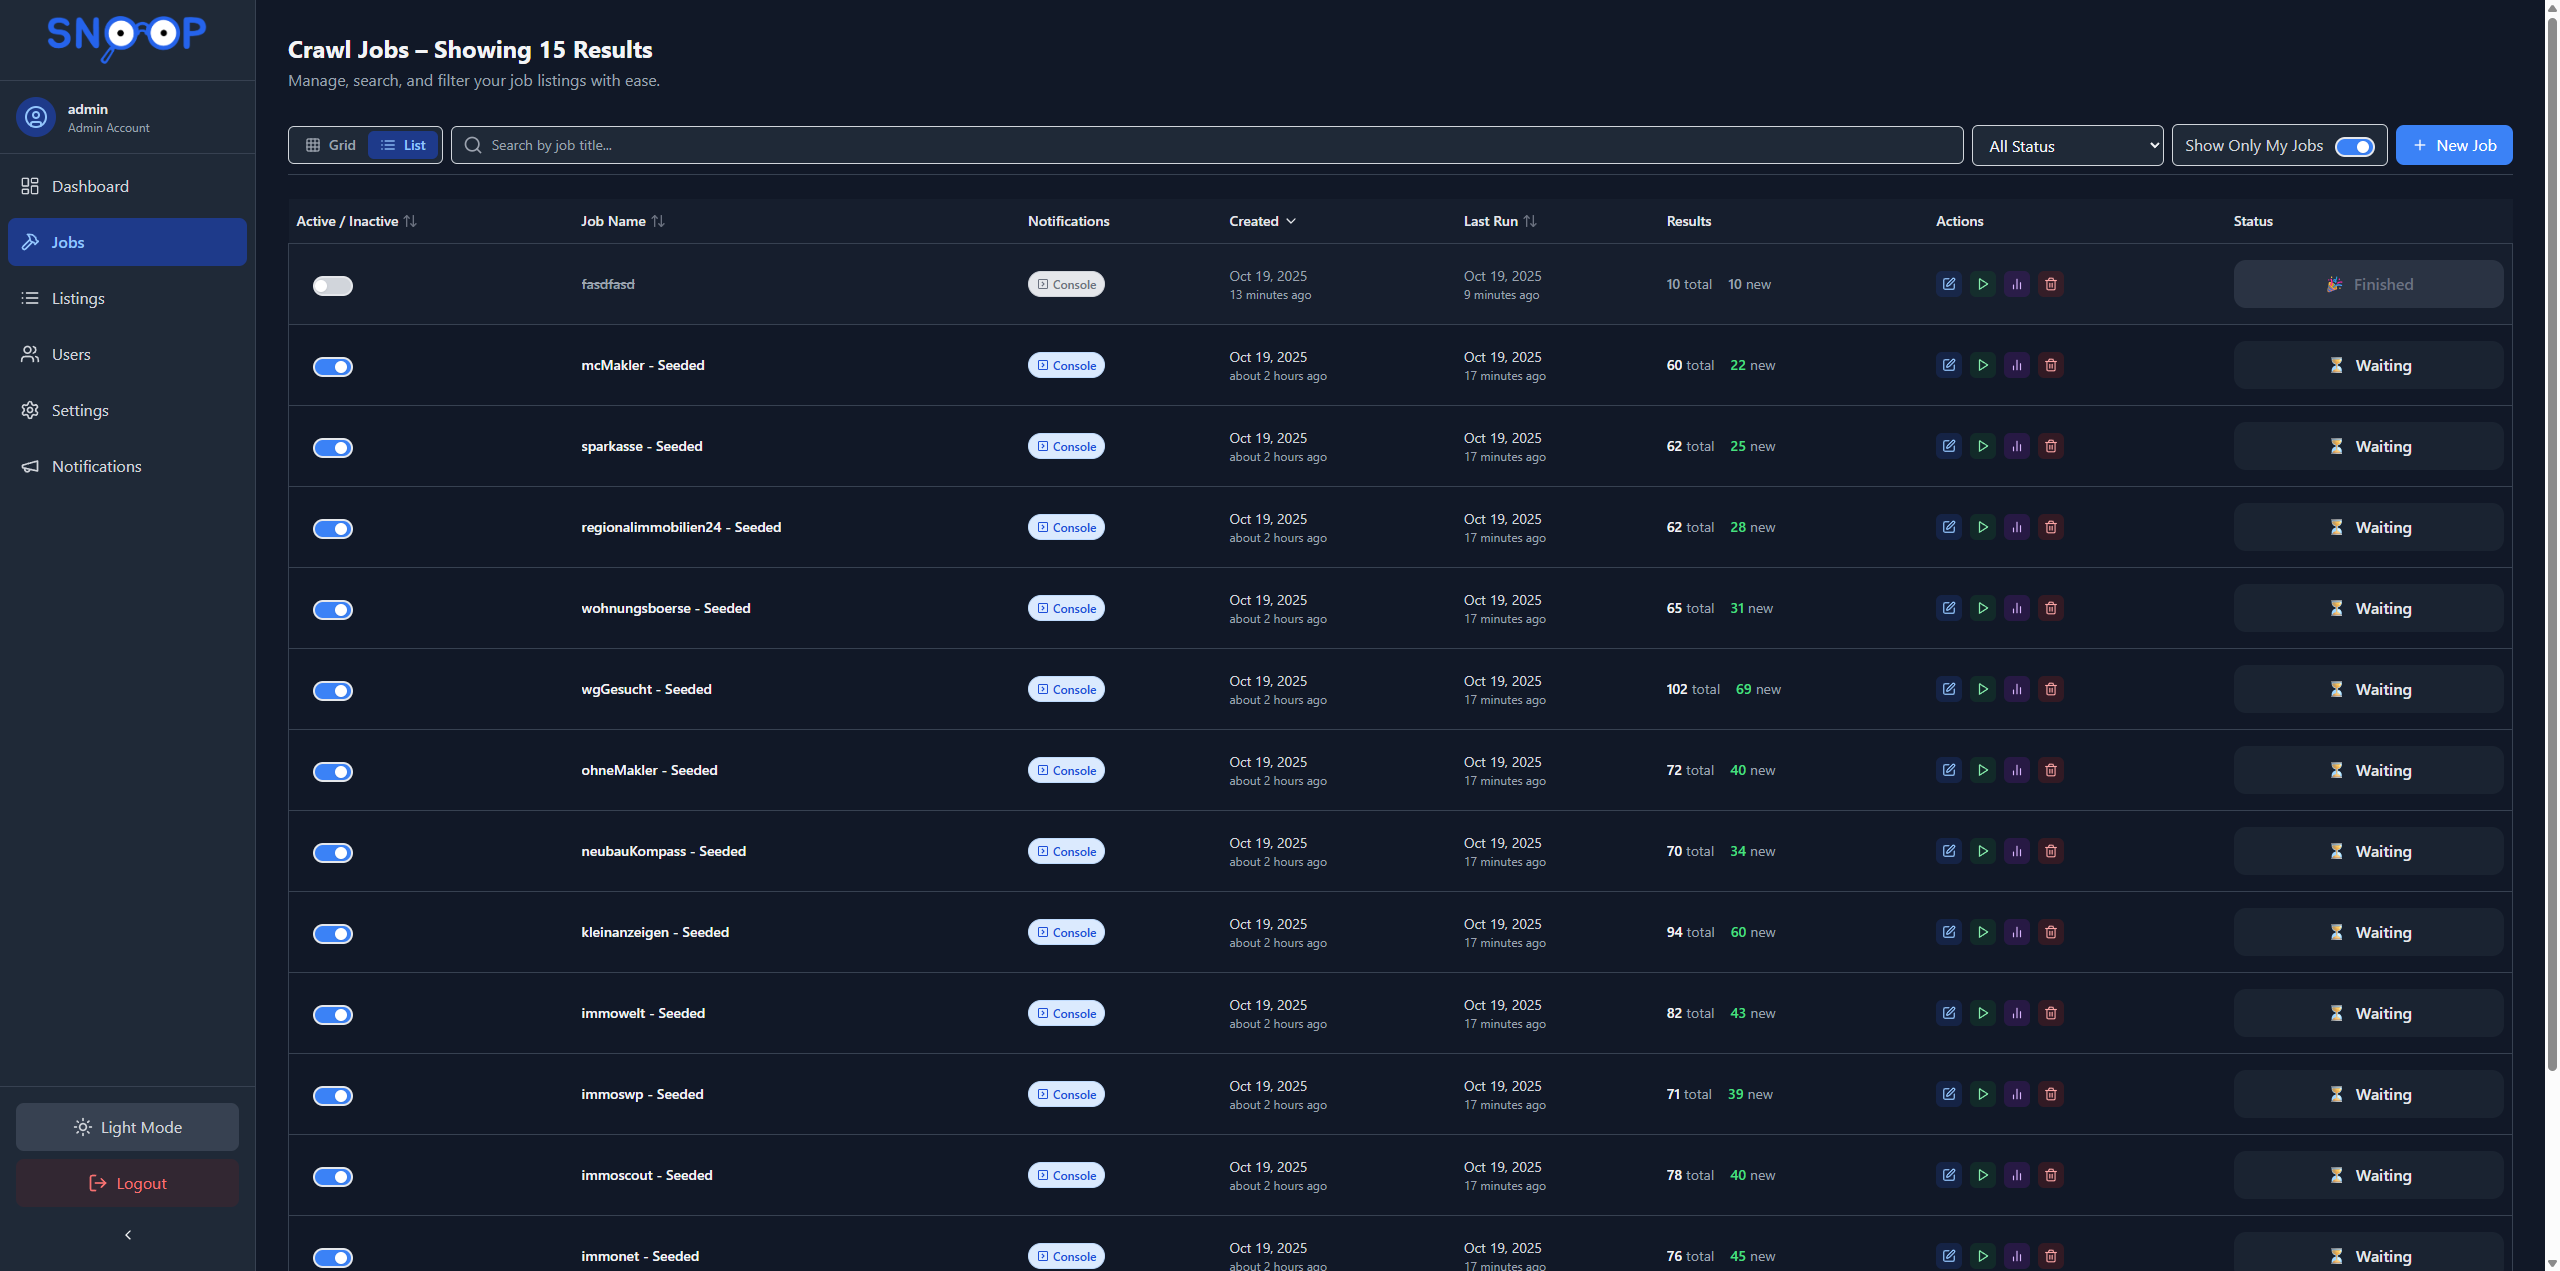 SNOOP
admin
Admin Account
Dashboard
Jobs
Listings
Users
Settings
Notifications
Light Mode
Logout
Crawl Jobs – Showing 15 Results
Manage, search, and filter your job listings with ease.
Grid List Search by job title... All Status Show Only My Jobs New Job
Active / Inactive Job Name Notifications Created Last Run Results Actions Status
fasdfasd Console Oct 19, 2025 Oct 19, 2025 10 total 10 new Finished
13 minutes ago 9 minutes ago
mcMakler - Seeded Console Oct 19, 2025 Oct 19, 2025 60 total 22 new Waiting
about 2 hours ago 17 minutes ago
sparkasse - Seeded Console Oct 19, 2025 Oct 19, 2025 62 total 25 new Waiting
about 2 hours ago 17 minutes ago
regionalimmobilien24 - Seeded Console Oct 19, 2025 Oct 19, 2025 62 total 28 new Waiting
about 2 hours ago 17 minutes ago
wohnungsboerse - Seeded Console Oct 19, 2025 Oct 19, 2025 65 total 31 new Waiting
about 2 hours ago 17 minutes ago
wgGesucht - Seeded Console Oct 19, 2025 Oct 19, 2025 102 total 69 new Waiting
about 2 hours ago 17 minutes ago
ohneMakler - Seeded Console Oct 19, 2025 Oct 19, 2025 72 total 40 new Waiting
about 2 hours ago 17 minutes ago
neubauKompass - Seeded Console Oct 19, 2025 Oct 19, 2025 70 total 34 new Waiting
about 2 hours ago 17 minutes ago
kleinanzeigen - Seeded Console Oct 19, 2025 Oct 19, 2025 94 total 60 new Waiting
about 2 hours ago 17 minutes ago
immowelt - Seeded Console Oct 19, 2025 Oct 19, 2025 82 total 43 new Waiting
about 2 hours ago 17 minutes ago
immoswp - Seeded Console Oct 19, 2025 Oct 19, 2025 71 total 39 new Waiting
about 2 hours ago 17 minutes ago
immoscout - Seeded Console Oct 19, 2025 Oct 19, 2025 78 total 40 new Waiting
about 2 hours ago 17 minutes ago
immonet - Seeded Console Oct 19, 2025 Oct 19, 2025 76 total 45 new Waiting
about 2 hours ago 17 minutes ago